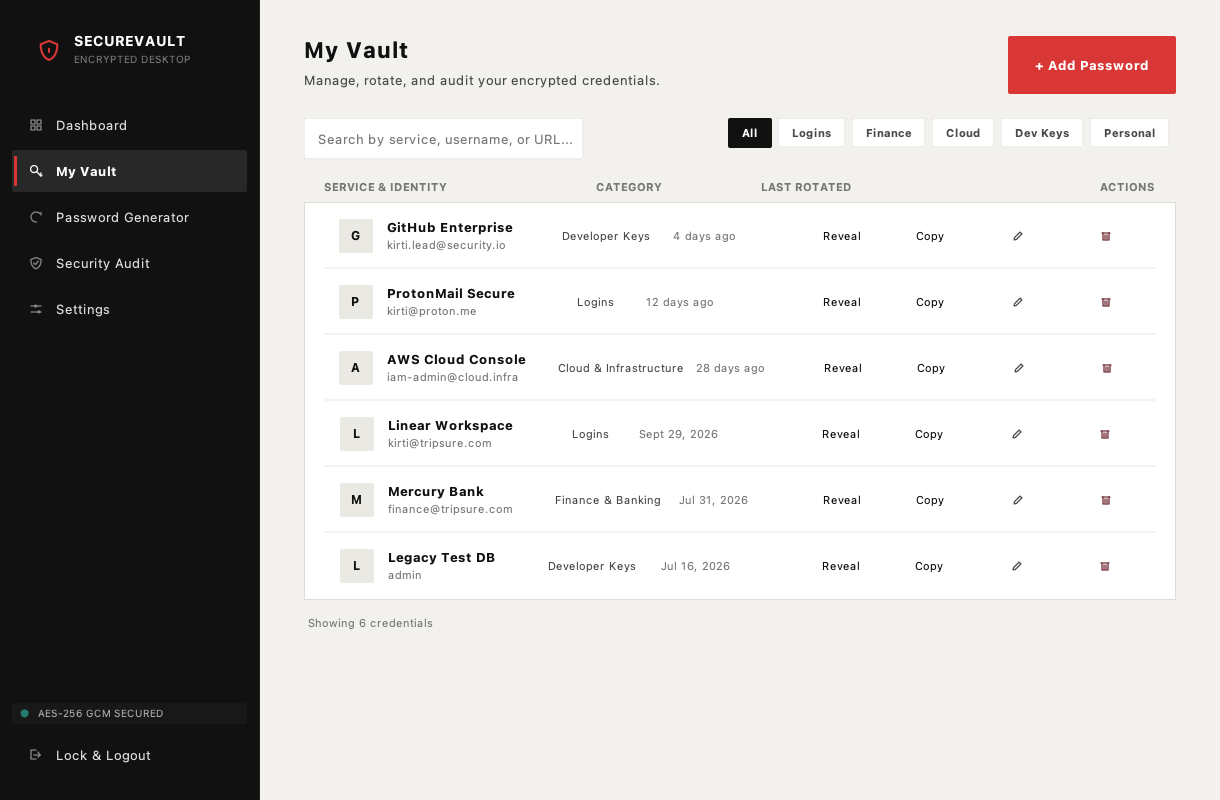 SECUREVAULT
ENCRYPTED DESKTOP
Dashboard
My Vault
Password Generator
Security Audit
Settings
AES-256 GCM SECURED
Lock & Logout
My Vault
Manage, rotate, and audit your encrypted credentials.
+ Add Password
Search by service, username, or URL...
All Logins Finance Cloud Dev Keys Personal
SERVICE & IDENTITY CATEGORY LAST ROTATED ACTIONS
G GitHub Enterprise
kirti.lead@security.io
Developer Keys 4 days ago Reveal Copy
P ProtonMail Secure
kirti@proton.me
Logins 12 days ago Reveal Copy
A AWS Cloud Console
iam-admin@cloud.infra
Cloud & Infrastructure 28 days ago Reveal Copy
L Linear Workspace
kirti@tripsure.com
Logins Sept 29, 2026 Reveal Copy
M Mercury Bank
finance@tripsure.com
Finance & Banking Jul 31, 2026 Reveal Copy
L Legacy Test DB
admin
Developer Keys Jul 16, 2026 Reveal Copy
Showing 6 credentials